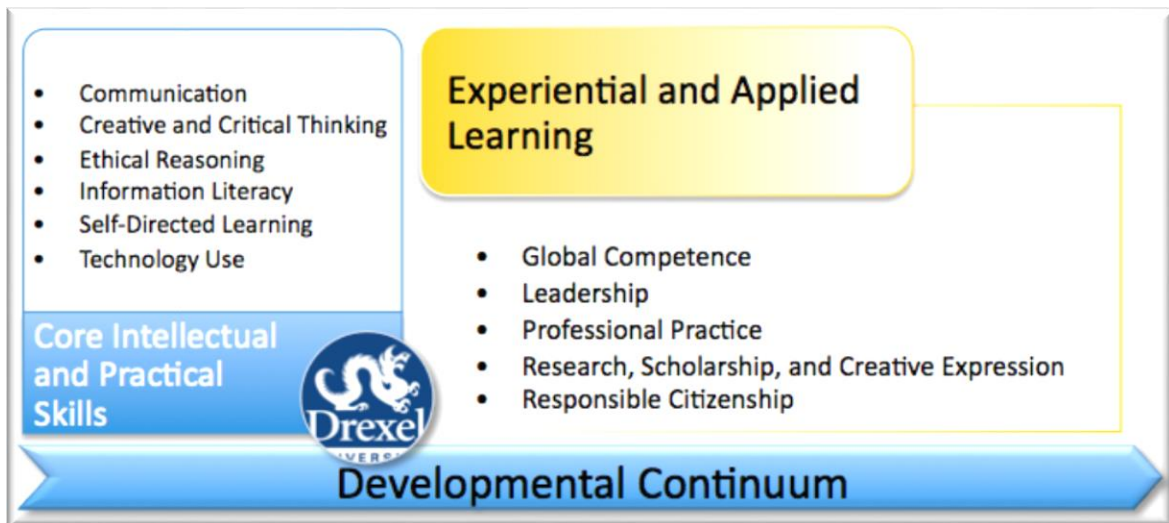 • Communication
• Creative and Critical Thinking
• Ethical Reasoning
• Information Literacy
• Self-Directed Learning
• Technology Use
Core Intellectual
and Practical
Skills
Drexel
Experiential and Applied
Learning
• Global Competence
• Leadership
• Professional Practice
• Research, Scholarship, and Creative Expression
• Responsible Citizenship
Developmental Continuum